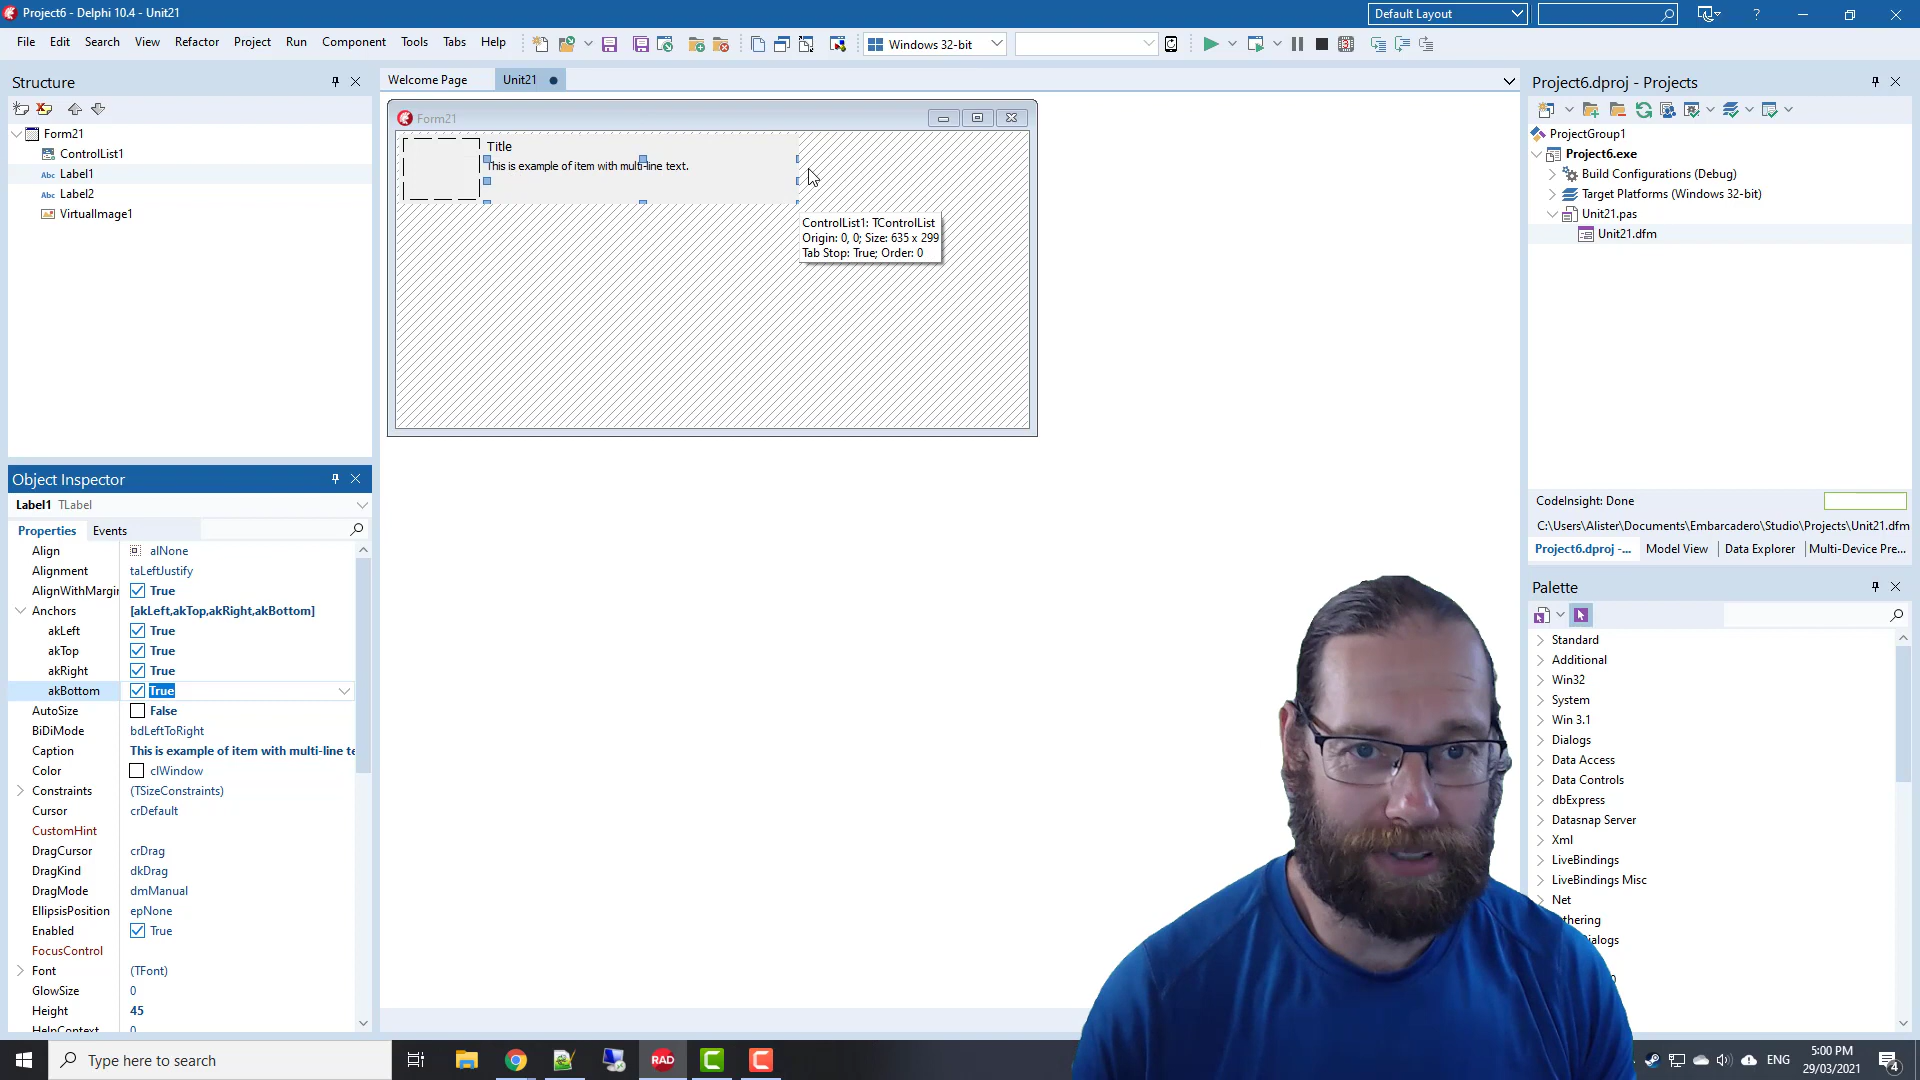 Project6 - Delphi 10.4 - Unit21
Default Layout
?
File Edit Search View Refactor Project Run Component Tools Tabs Help
Windows 32-bit
Structure
Form21
ControlList1
Abc Label1
Abc Label2
VirtualImage1
Welcome Page
Unit21
Form21
Title
This is example of item with multi-line text.
ControlList1: TControlList
Origin: 0, 0; Size: 635 x 299
Tab Stop: True; Order: 0
Object Inspector
Label1 TLabel
Properties Events
Align alNone
Alignment taLeftJustify
AlignWithMargin True
Anchors [akLeft,akTop,akRight,akBottom]
akLeft True
akTop True
akRight True
akBottom True
AutoSize False
BiDiMode bdLeftToRight
Caption This is example of item with multi-line te
Color clWindow
Constraints (TSizeConstraints)
Cursor crDefault
CustomHint
DragCursor crDrag
DragKind dkDrag
DragMode dmManual
EllipsisPosition epNone
Enabled True
FocusControl
Font (TFont)
GlowSize 0
Height 45
HelpContext 0
Project6.dproj - Projects
ProjectGroup1
Project6.exe
Build Configurations (Debug)
Target Platforms (Windows 32-bit)
Unit21.pas
Unit21.dfm
CodeInsight: Done
C:\Users\Alister\Documents\Embarcadero\Studio\Projects\Unit21.dfm
Project6.dproj -... Model View Data Explorer Multi-Device Pre...
Palette
Standard
Additional
Win32
System
Win 3.1
Dialogs
Data Access
Data Controls
dbExpress
Datasnap Server
Xml
LiveBindings
LiveBindings Misc
Net
thering
ialogs
Type here to search
RAD
ENG
5:00 PM
29/03/2021
4